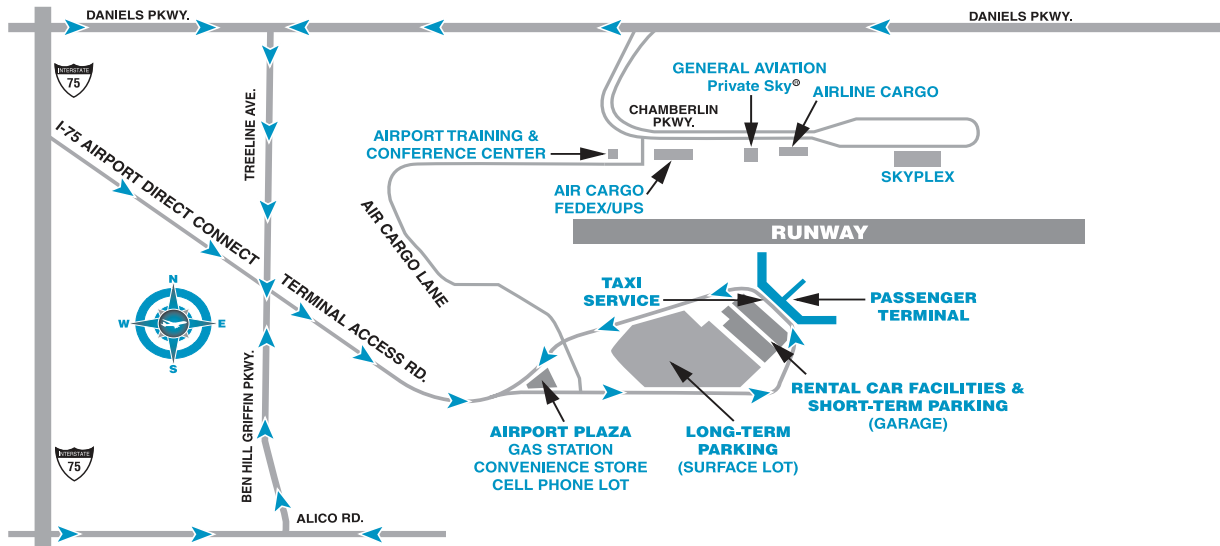 DANIELS PKWY.
DANIELS PKWY.
INTERSTATE
75
TREELINE AVE.
I-75 AIRPORT DIRECT CONNECT
GENERAL AVIATION
Private Sky®
AIRLINE CARGO
CHAMBERLIN
PKWY.
AIRPORT TRAINING &
CONFERENCE CENTER
AIR CARGO
FEDEX/UPS
SKYPLEX
AIR CARGO LANE
RUNWAY
TAXI
SERVICE
PASSENGER
TERMINAL
N
W
E
S
TERMINAL ACCESS RD.
BEN HILL GRIFFIN PKWY.
RENTAL CAR FACILITIES &
SHORT-TERM PARKING
(GARAGE)
AIRPORT PLAZA
GAS STATION
CONVENIENCE STORE
CELL PHONE LOT
LONG-TERM
PARKING
(SURFACE LOT)
INTERSTATE
75
ALICO RD.